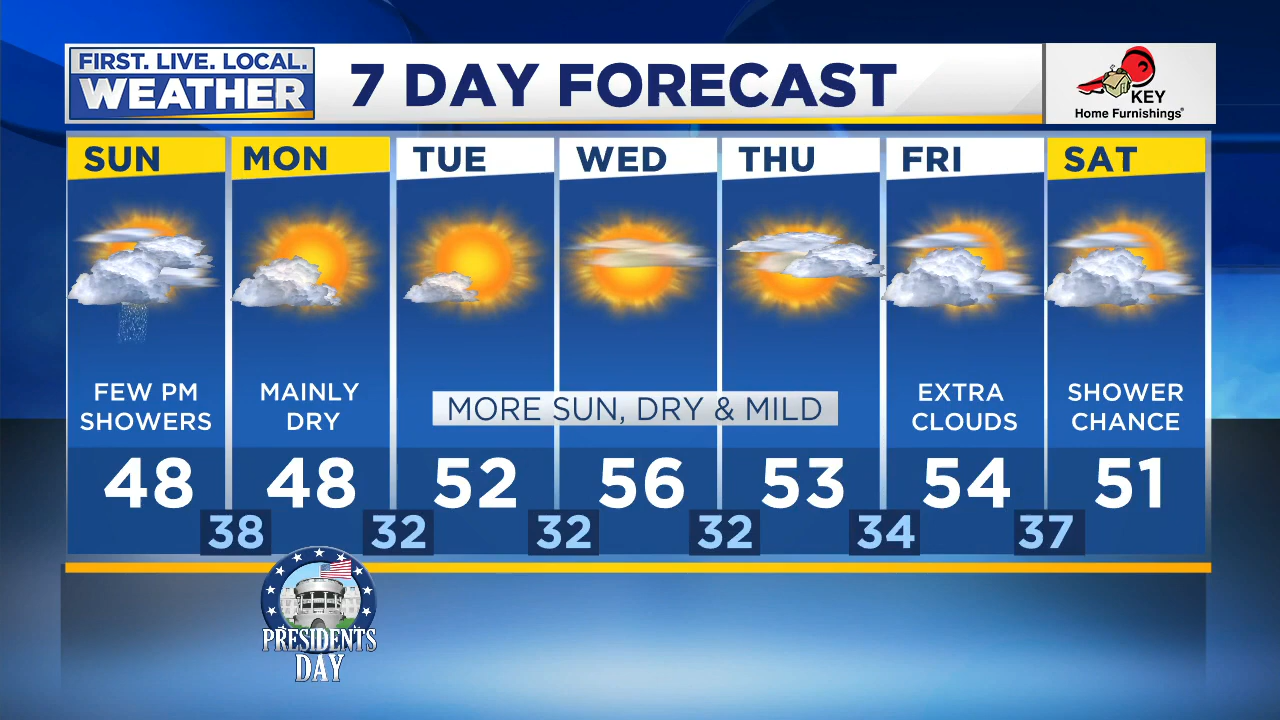 FIRST. LIVE. LOCAL.
WEATHER
7 DAY FORECAST
KEY
Home Furnishings®
SUN MON TUE WED THU FRI SAT
FEW PM
SHOWERS
MAINLY
DRY
MORE SUN, DRY & MILD
EXTRA
CLOUDS
SHOWER
CHANCE
48 48 52 56 53 54 51
38 32 32 32 34 37
PRESIDENTS
DAY